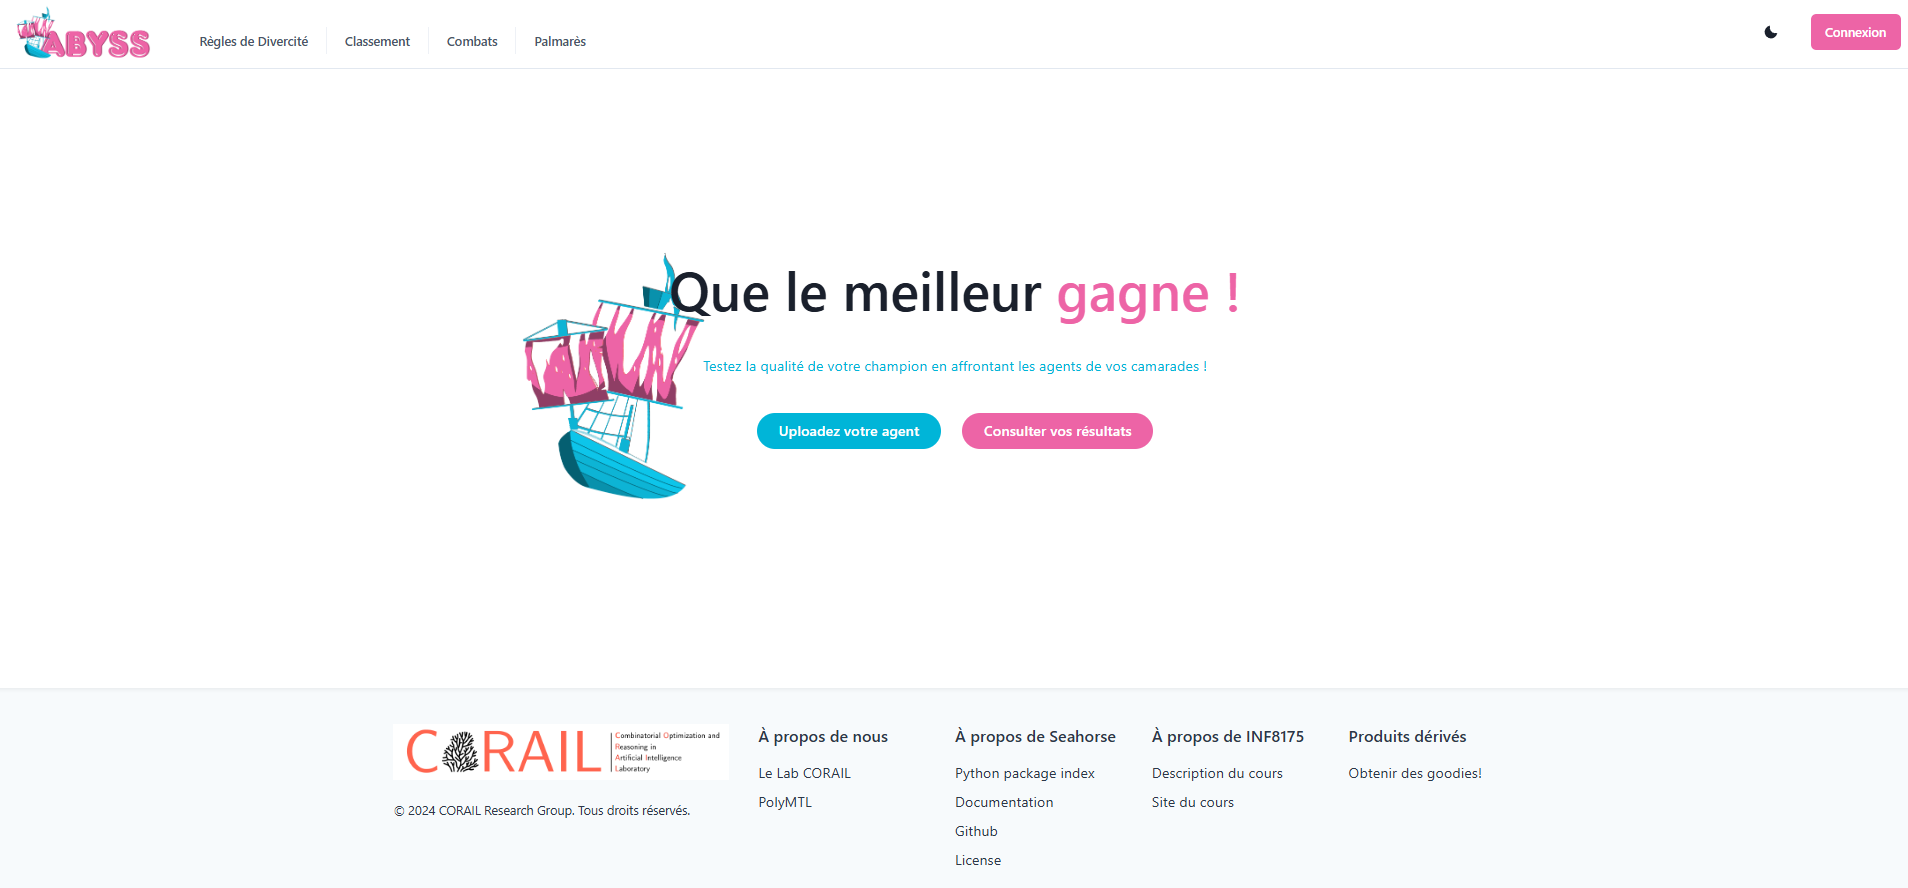 ABYSS
Règles de Divercité
Classement
Combats
Palmarès
Connexion
Que le meilleur gagne !
Testez la qualité de votre champion en affrontant les agents de vos camarades !
Uploadez votre agent
Consulter vos résultats
CORAIL
Combinatorial Optimization and
Reasoning in
Artificial Intelligence
Laboratory
© 2024 CORAIL Research Group. Tous droits réservés.
À propos de nous
Le Lab CORAIL
PolyMTL
À propos de Seahorse
Python package index
Documentation
Github
License
À propos de INF8175
Description du cours
Site du cours
Produits dérivés
Obtenir des goodies!